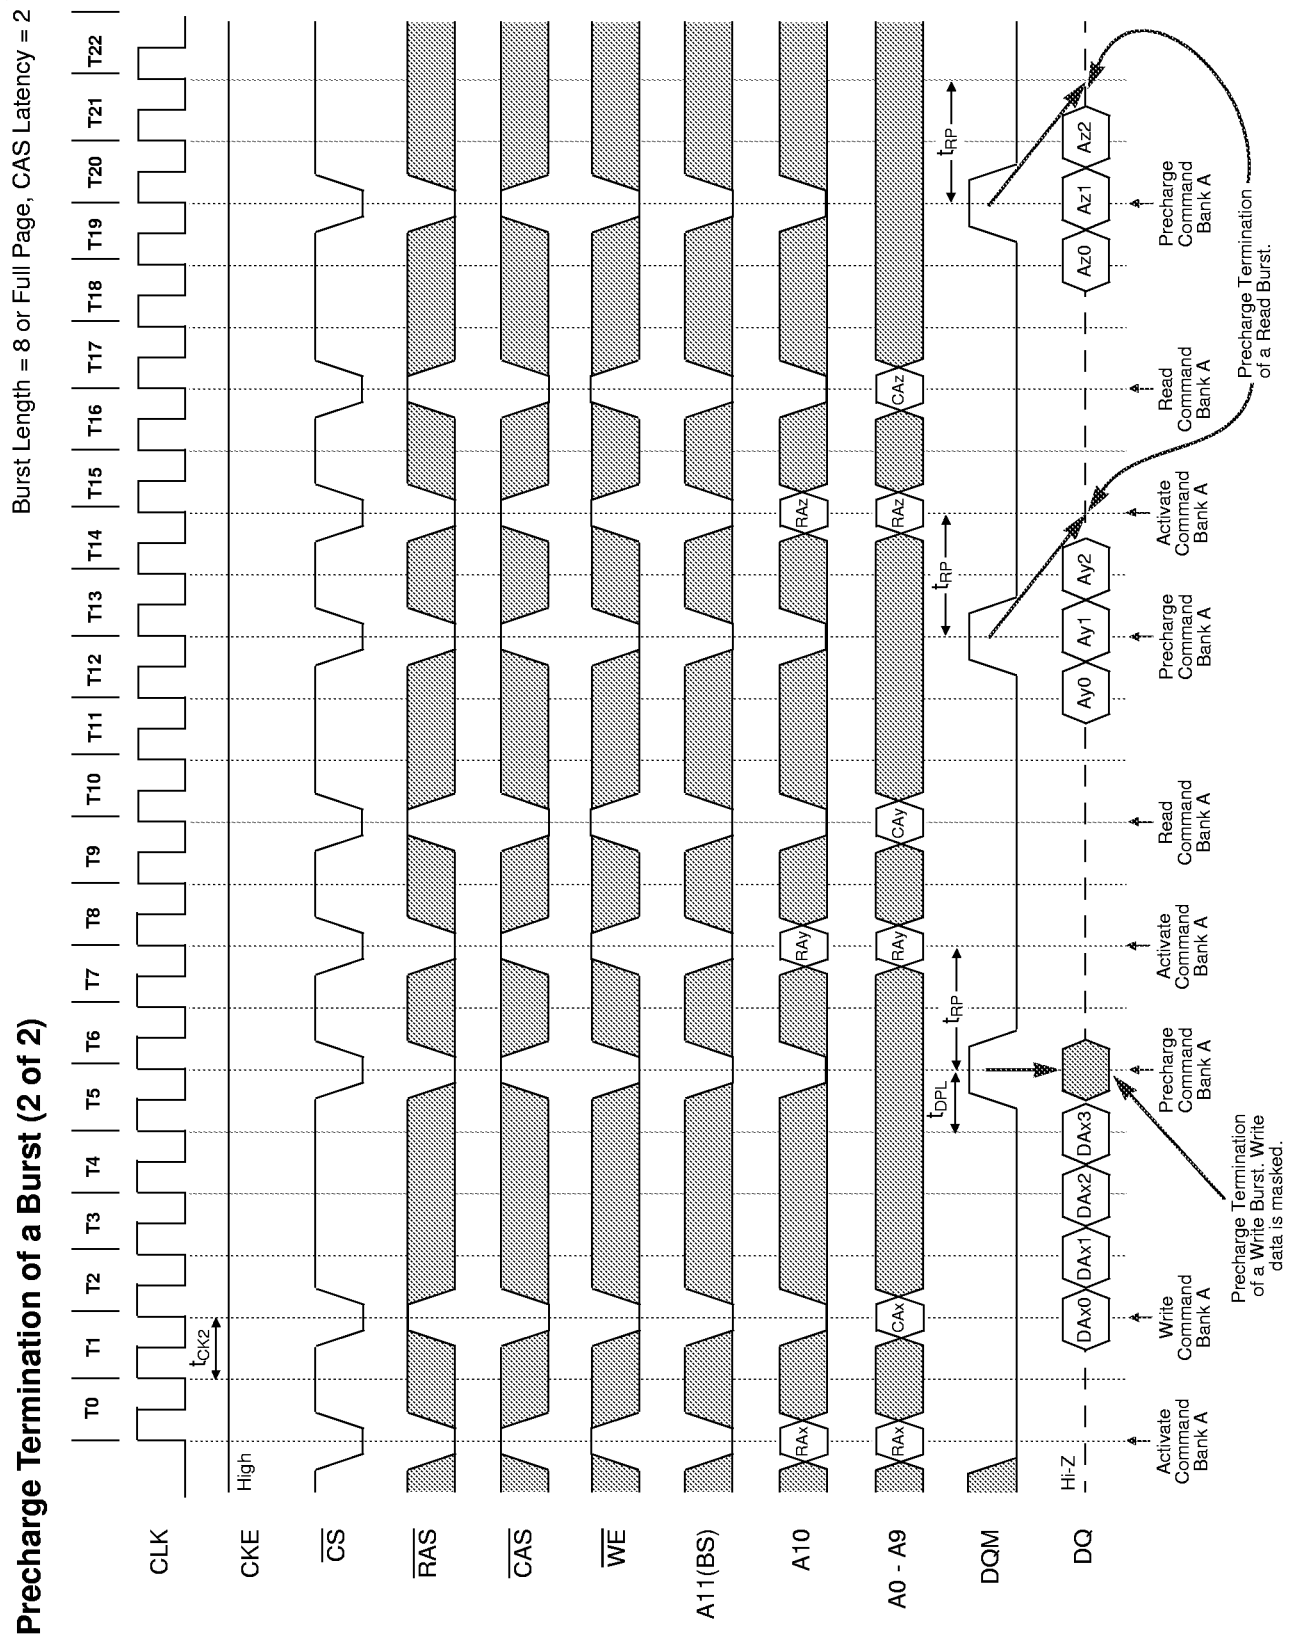 Precharge Termination of a Burst (2 of 2)
Burst Length = 8 or Full Page, CAS Latency = 2
T0 T1 T2 T3 T4 T5 T6 T7 T8 T9 T10 T11 T12 T13 T14 T15 T16 T17 T18 T19 T20 T21 T22
CLK
tCK2
CKE
High
CS
RAS
CAS
WE
A11(BS)
A10
RAx RAy RAz
A0 - A9
RAx CAx RAy CAy RAz CAz
tDPL tRP tRP tRP
DQM
DQ
Hi-Z
DAx0 DAx1 DAx2 DAx3 Ay0 Ay1 Ay2 Az0 Az1 Az2
Activate
Command
Bank A
Write
Command
Bank A
Precharge
Command
Bank A
Activate
Command
Bank A
Read
Command
Bank A
Precharge
Command
Bank A
Activate
Command
Bank A
Read
Command
Bank A
Precharge
Command
Bank A
Precharge Termination
of a Write Burst. Write
data is masked.
Precharge Termination
of a Read Burst.